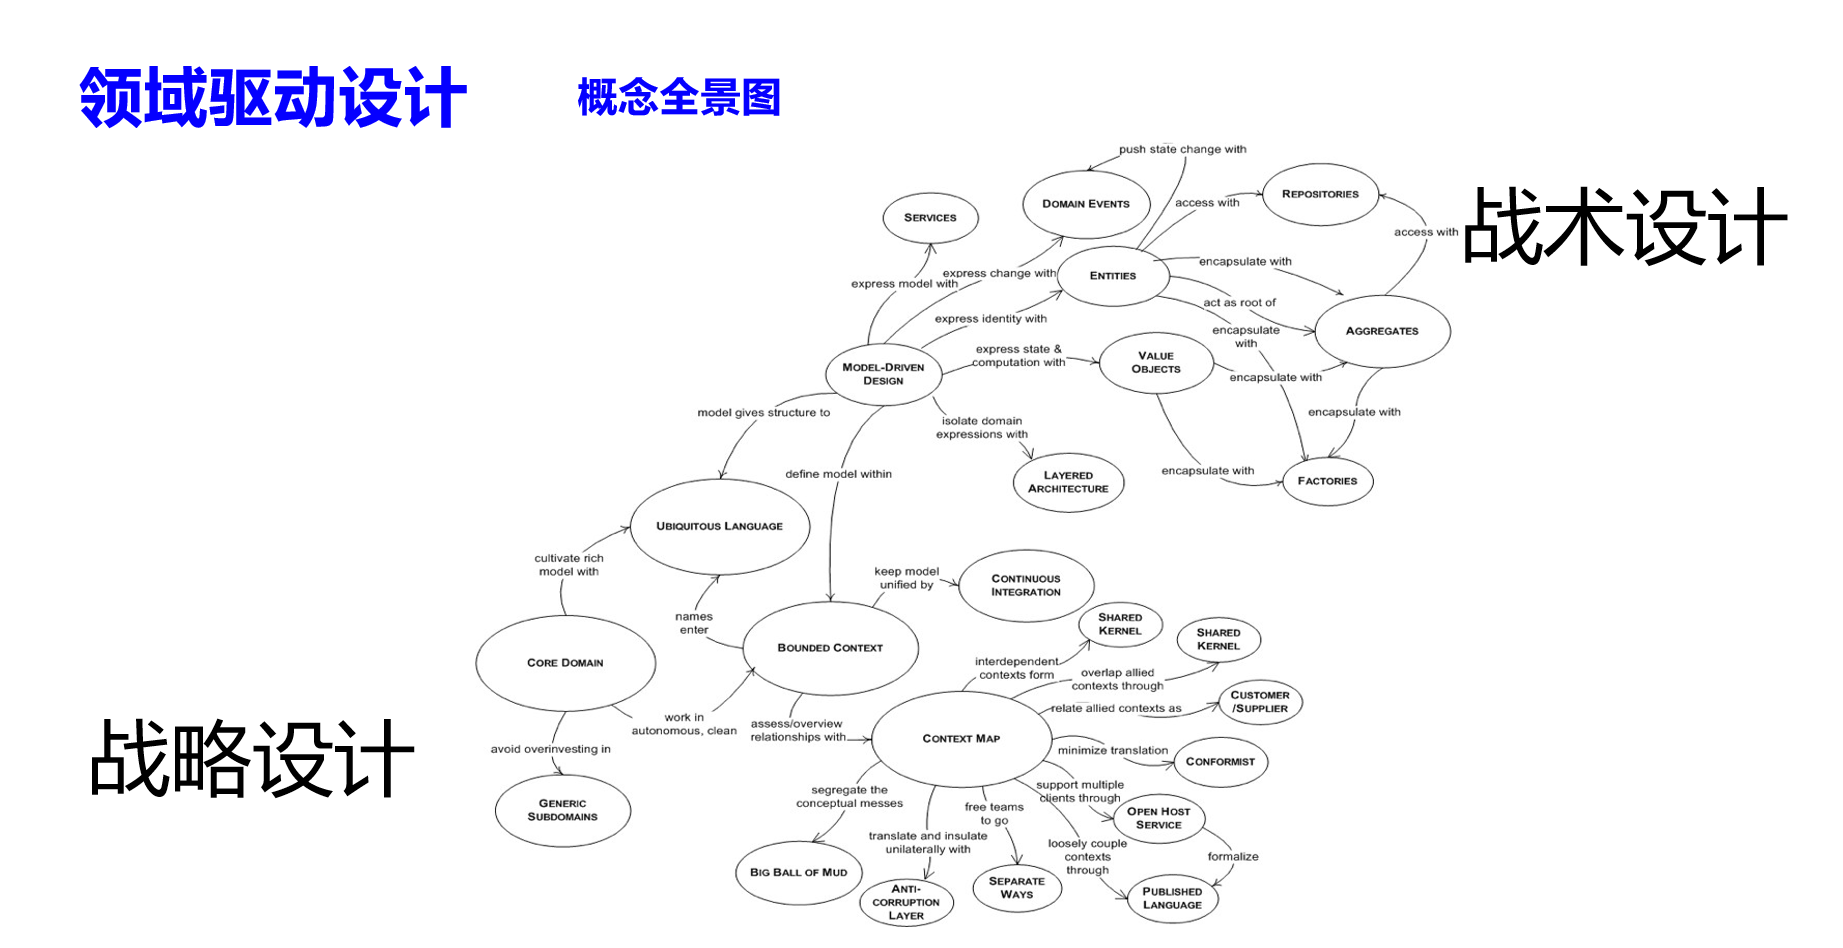 领域驱动设计
概念全景图
push state change with
DOMAIN EVENTS
REPOSITORIES
战术设计
SERVICES
access with
access with
express change with
ENTITIES
encapsulate with
express model with
act as root of
express identity with
encapsulate
with
AGGREGATES
express state &
computation with
VALUE
OBJECTS
MODEL-DRIVEN
DESIGN
encapsulate with
model gives structure to
encapsulate with
isolate domain
expressions with
define model within
encapsulate with
LAYERED
ARCHITECTURE
FACTORIES
UBIQUITOUS LANGUAGE
cultivate rich
model with
keep model
unified by
CONTINUOUS
INTEGRATION
names
enter
SHARED
KERNEL
SHARED
KERNEL
BOUNDED CONTEXT
CORE DOMAIN
interdependent
contexts form
overlap allied
contexts through
CUSTOMER
/SUPPLIER
relate allied contexts as
work in
autonomous, clean
assess/overview
relationships with
CONTEXT MAP
战略设计
avoid overinvesting in
minimize translation
CONFORMIST
segregate the
conceptual messes
support multiple
clients through
free teams
to go
GENERIC
SUBDOMAINS
OPEN HOST
SERVICE
translate and insulate
unilaterally with
loosely couple
contexts
through
formalize
BIG BALL OF MUD
ANTI-
CORRUPTION
LAYER
SEPARATE
WAYS
PUBLISHED
LANGUAGE